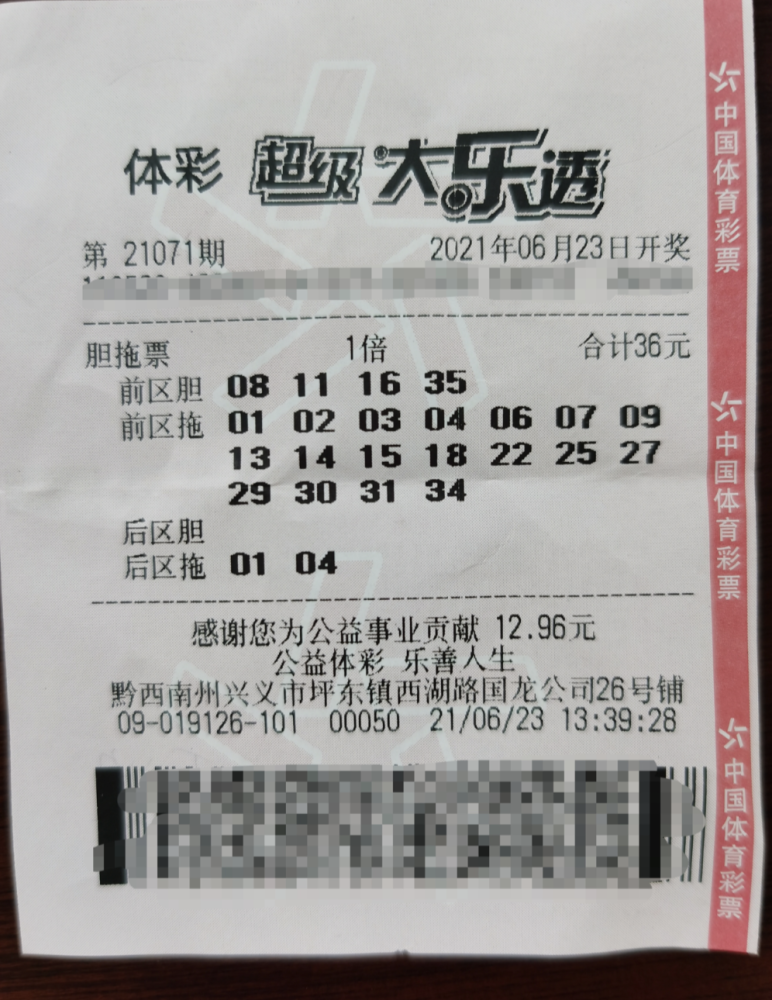 体彩 超级大乐透
第 21071期 2021年06月23日开奖
胆拖票 1倍 合计36元
前区胆 08 11 16 35
前区拖 01 02 03 04 06 07 09
13 14 15 18 22 25 27
29 30 31 34
后区胆
后区拖 01 04
感谢您为公益事业贡献 12.96元
公益体彩 乐善人生
黔西南州兴义市坪东镇西湖路国龙公司26号铺
09-019126-101 00050 21/06/23 13:39:28
中国体育彩票
中国体育彩票
中国体育彩票